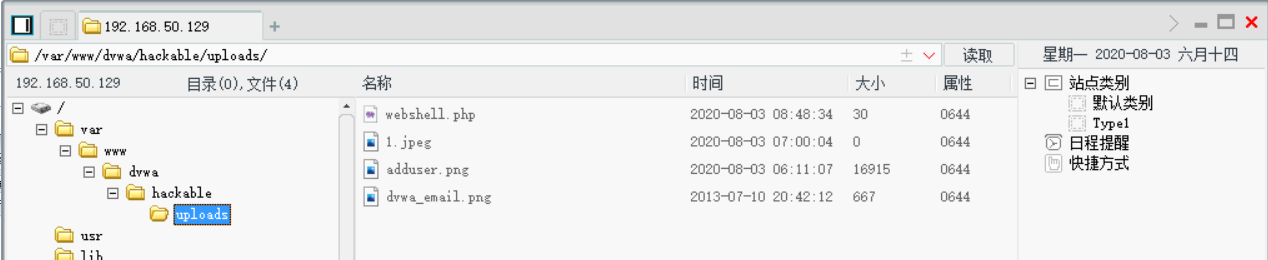 192.168.50.129
/var/www/dvwa/hackable/uploads/ 读取 星期一 2020-08-03 六月十四
192.168.50.129 目录(0),文件(4) 名称 时间 大小 属性
/
var
www
dvwa
hackable
uploads
usr
lib
webshell.php 2020-08-03 08:48:34 30 0644
1.jpeg 2020-08-03 07:00:04 0 0644
adduser.png 2020-08-03 06:11:07 16915 0644
dvwa_email.png 2013-07-10 20:42:12 667 0644
站点类别
默认类别
Type1
日程提醒
快捷方式